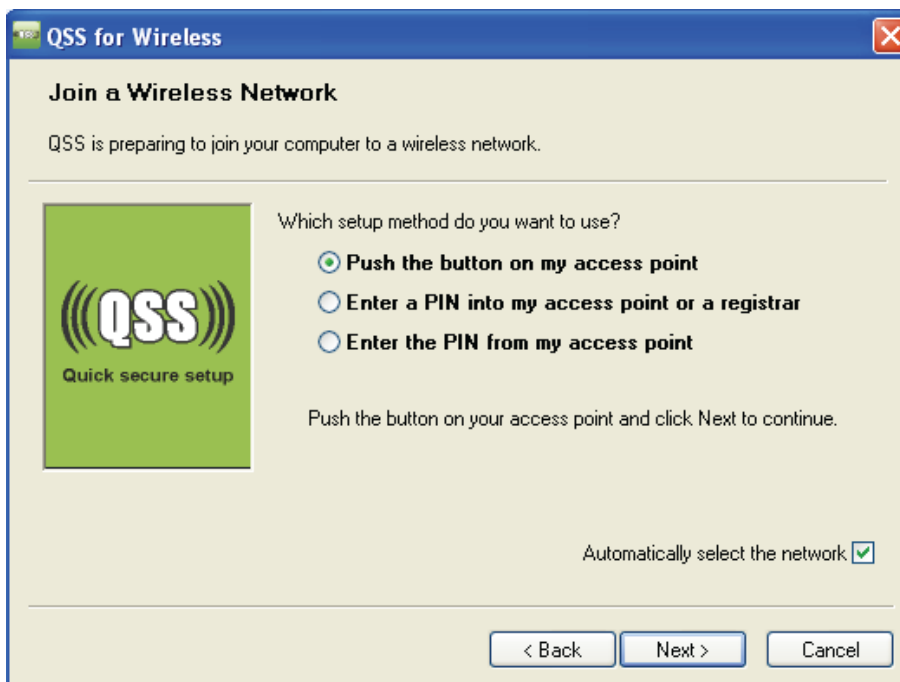 QSS for Wireless
Join a Wireless Network
QSS is preparing to join your computer to a wireless network.
Which setup method do you want to use?
Push the button on my access point
Enter a PIN into my access point or a registrar
Enter the PIN from my access point
(((QSS)))
Quick secure setup
Push the button on your access point and click Next to continue.
Automatically select the network
< Back
Next >
Cancel